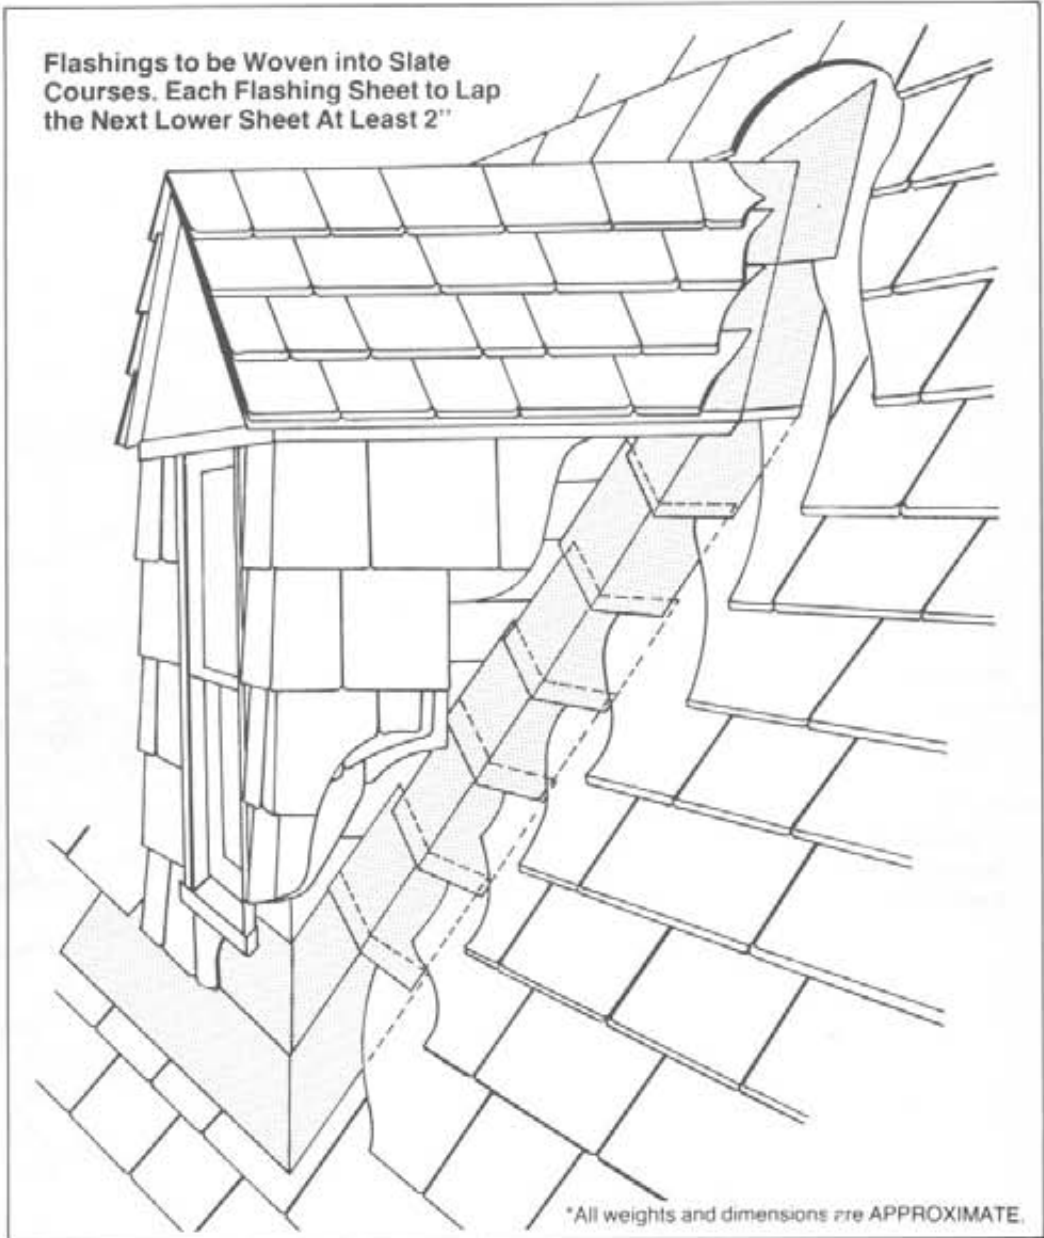 Flashings to be Woven into Slate
Courses. Each Flashing Sheet to Lap
the Next Lower Sheet At Least 2''
*All weights and dimensions are APPROXIMATE.